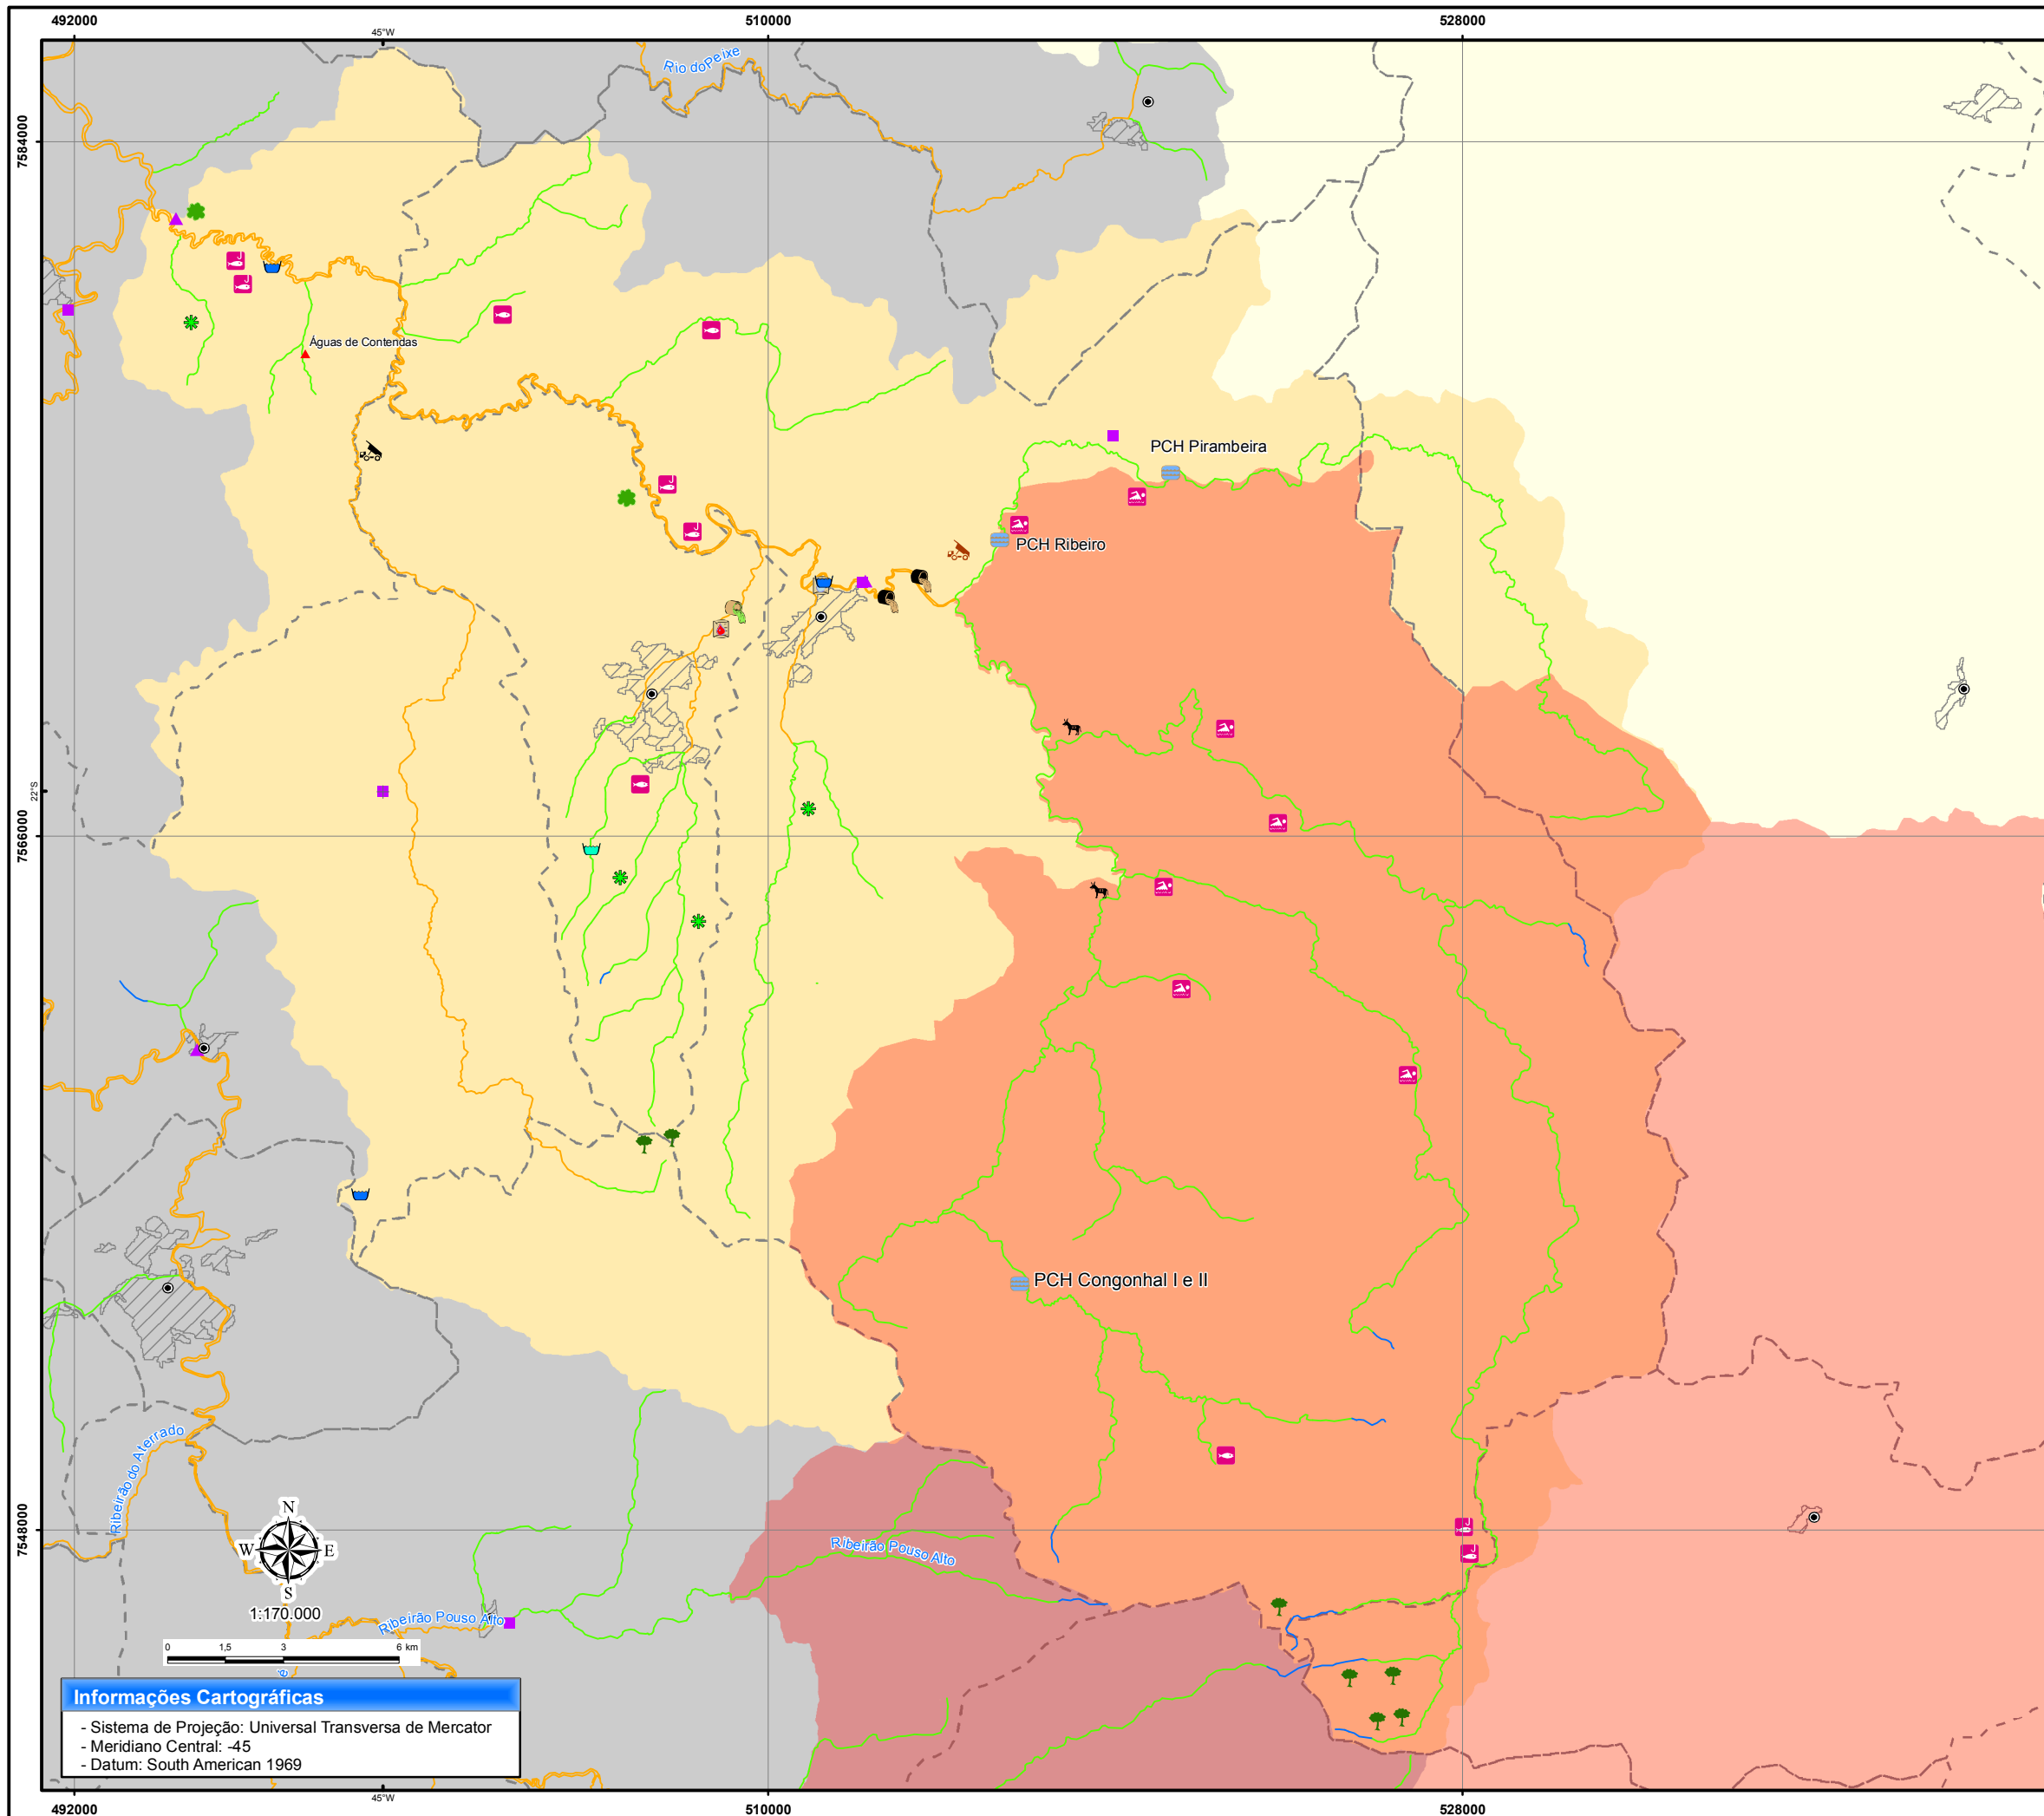 492000
510000
528000
45°W
Rio doPeixe
7584000
Águas de Contendas
PCH Pirambeira
PCH Ribeiro
22°S
7566000
PCH Congonhal I e II
Ribeirão do Aterrado
7548000
Ribeirão Pouso Alto
N
W
E
S
1:170.000
Ribeirão Pouso Alto
0 1,5 3 6 km
Informações Cartográficas
- Sistema de Projeção: Universal Transversa de Mercator
- Meridiano Central: -45
- Datum: South American 1969
45°W
492000
510000
528000